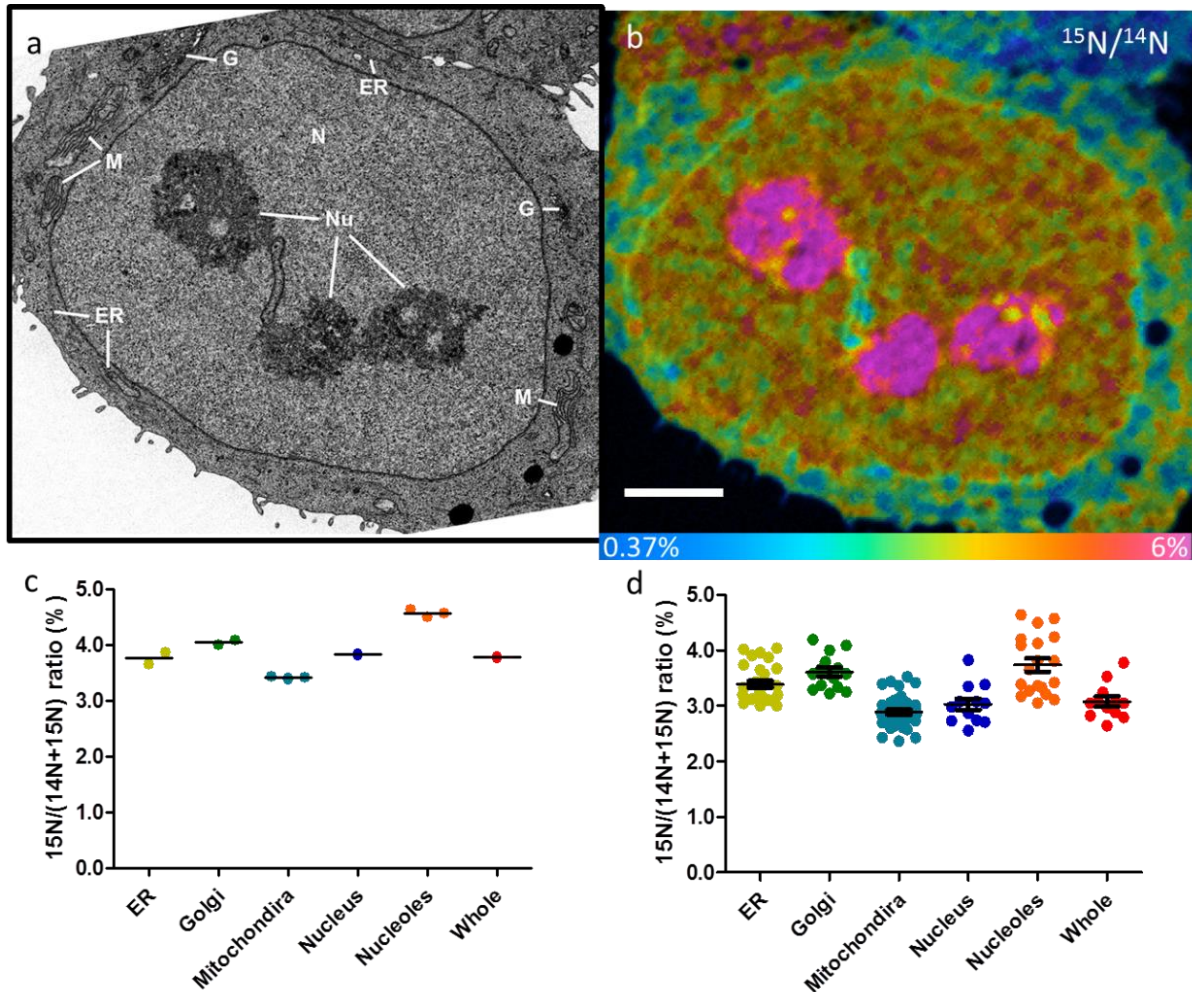 a
G
ER
N
M
G
Nu
ER
M
b
15N/14N
0.37%
6%
c
15N/(14N+15N) ratio (%)
5.0
4.0
3.0
2.0
1.0
0.0
ER
Golgi
Mitochondira
Nucleus
Nucleoles
Whole
d
15N/(14N+15N) ratio (%)
5.0
4.0
3.0
2.0
1.0
0.0
ER
Golgi
Mitochondira
Nucleus
Nucleoles
Whole